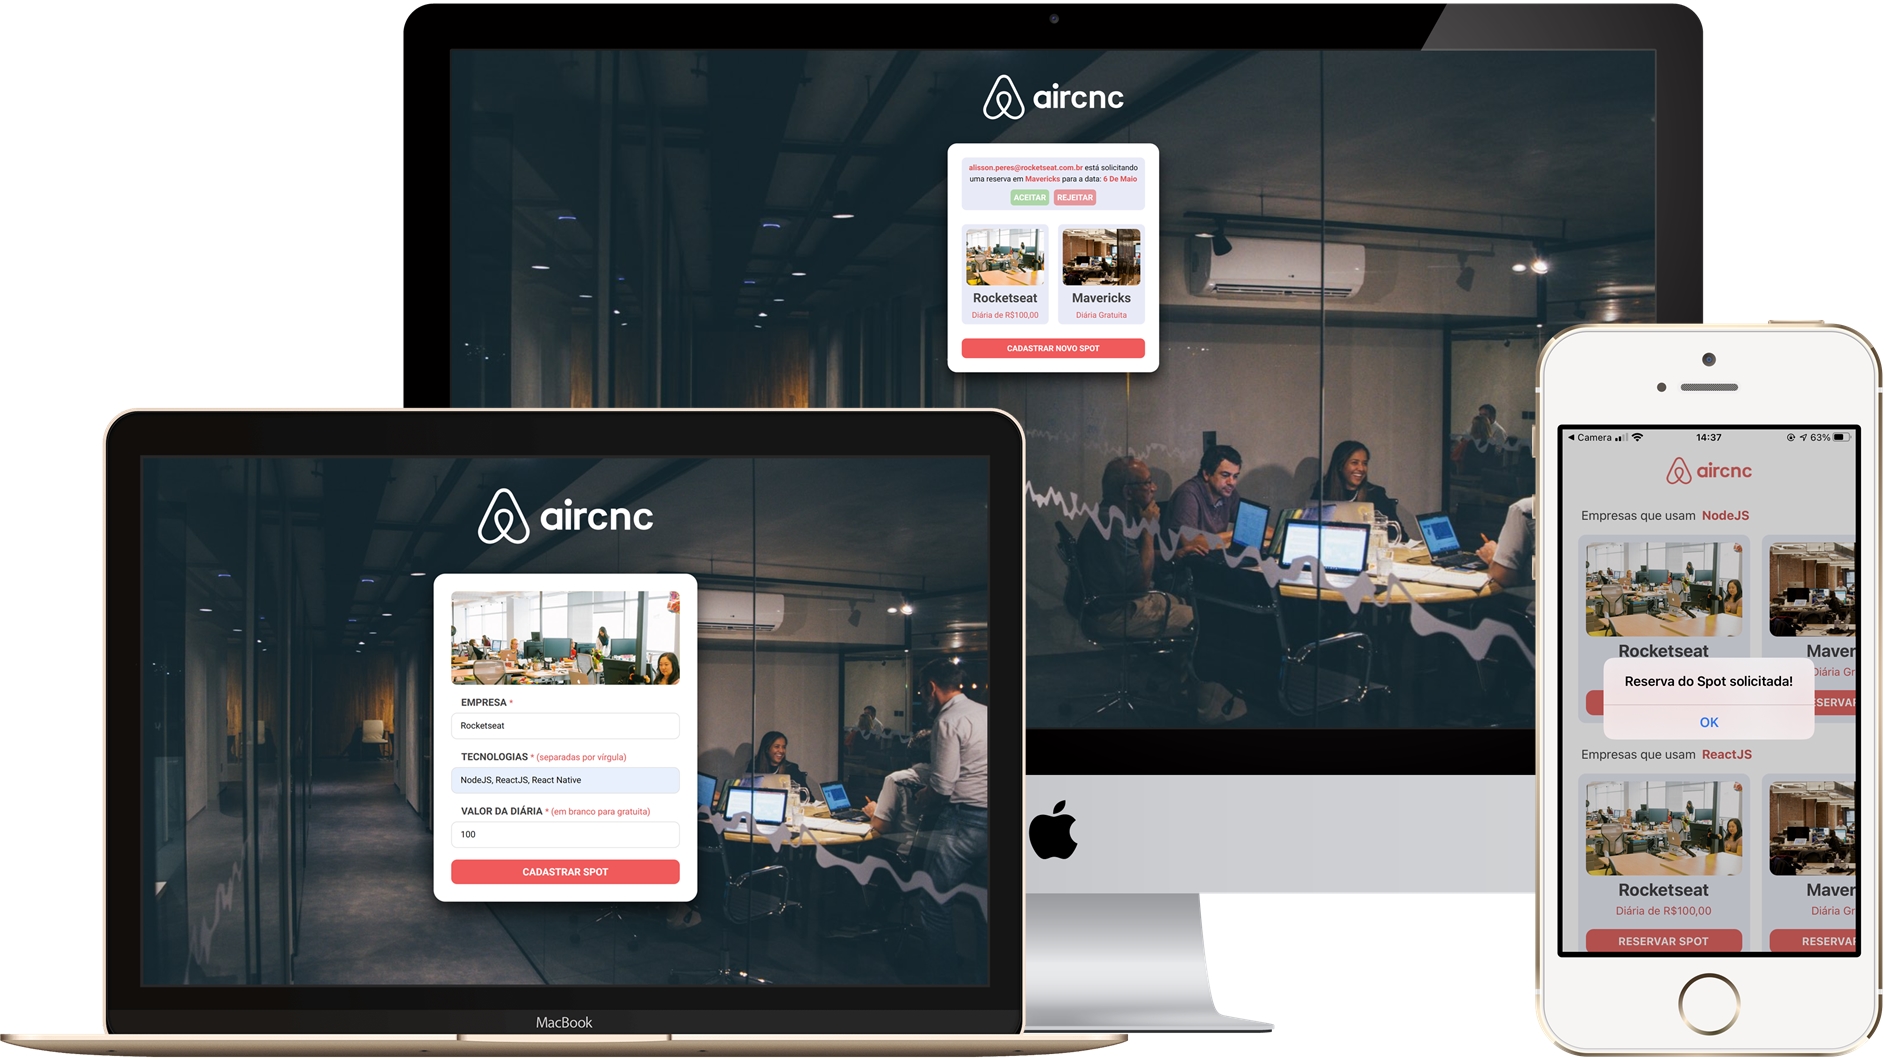 aircnc
alisson.peres@rocketseat.com.br está solicitando
uma reserva em Mavericks para a data: 6 De Maio
ACEITAR REJEITAR
Rocketseat Mavericks
Diária de R$100,00 Diária Gratuita
CADASTRAR NOVO SPOT
aircnc
EMPRESA *
Rocketseat
TECNOLOGIAS * (separadas por vírgula)
NodeJS, ReactJS, React Native
VALOR DA DIÁRIA * (em branco para gratuita)
100
CADASTRAR SPOT
MacBook
Camera 14:37 63%
aircnc
Empresas que usam NodeJS
Rocketseat Maver
Diária Gr
ESERVAR
Reserva do Spot solicitada!
OK
Empresas que usam ReactJS
Rocketseat Maver
Diária de R$100,00 Diária Gr
RESERVAR SPOT RESERVAR